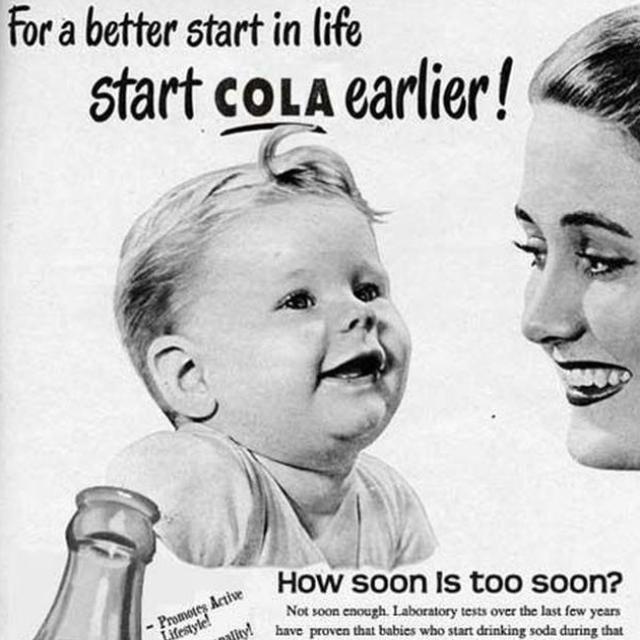 For a better start in life
start COLA earlier!
How soon Is too soon?
Not soon enough. Laboratory tests over the last few years
have proven that babies who start drinking soda during that
- Promotes Active
Lifestyle!